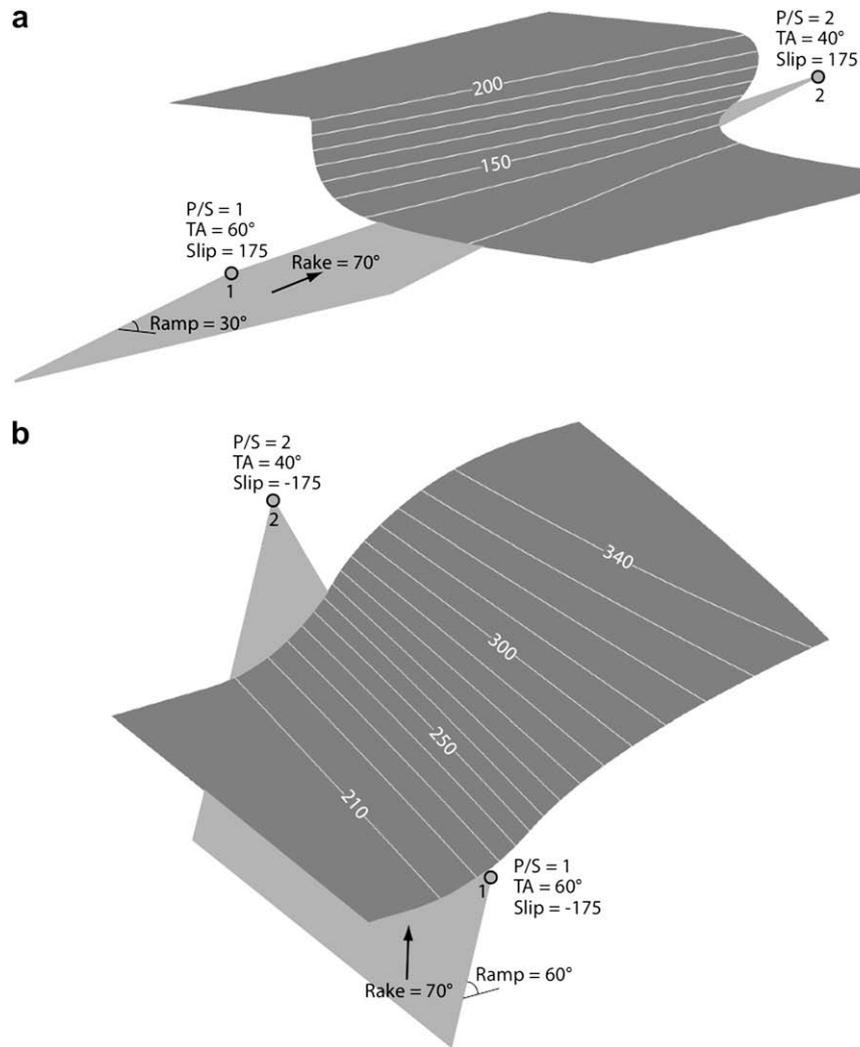 a
P/S = 2
TA = 40°
Slip = 175
2
200
150
P/S = 1
TA = 60°
Slip = 175
1
Rake = 70°
Ramp = 30°
b
P/S = 2
TA = 40°
Slip = -175
2
340
300
250
210
P/S = 1
TA = 60°
Slip = -175
1
Rake = 70°
Ramp = 60°